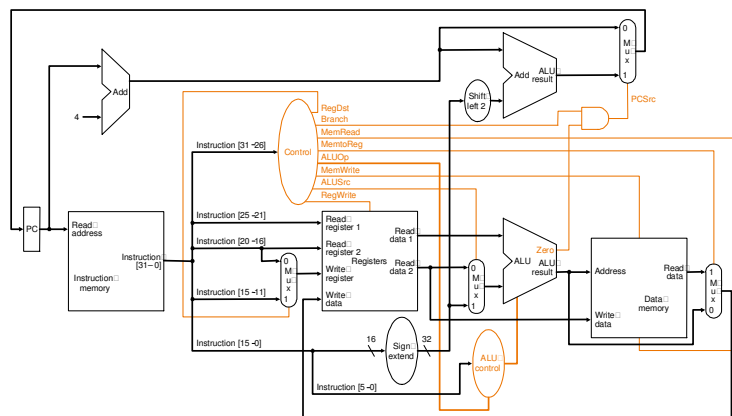 0
M
u
x
1
Add
ALU
result
Add
Shift
left 2
4
PCSrc
RegDst
Branch
MemRead
MemtoReg
ALUOp
MemWrite
ALUSrc
RegWrite
Control
Instruction [31–26]
Instruction [25–21]
Instruction [20–16]
Instruction [15–11]
Instruction [15–0]
Instruction [5–0]
PC
Read
address
Instruction
[31–0]
Instruction
memory
0
M
u
x
1
Read
register 1
Read
register 2
Write
register
Write
data
Registers
Read
data 1
Read
data 2
0
M
u
x
1
Zero
ALU
ALU
result
Address
Write
data
Read
data
Data
memory
1
M
u
x
0
16
Sign
extend
32
ALU
control